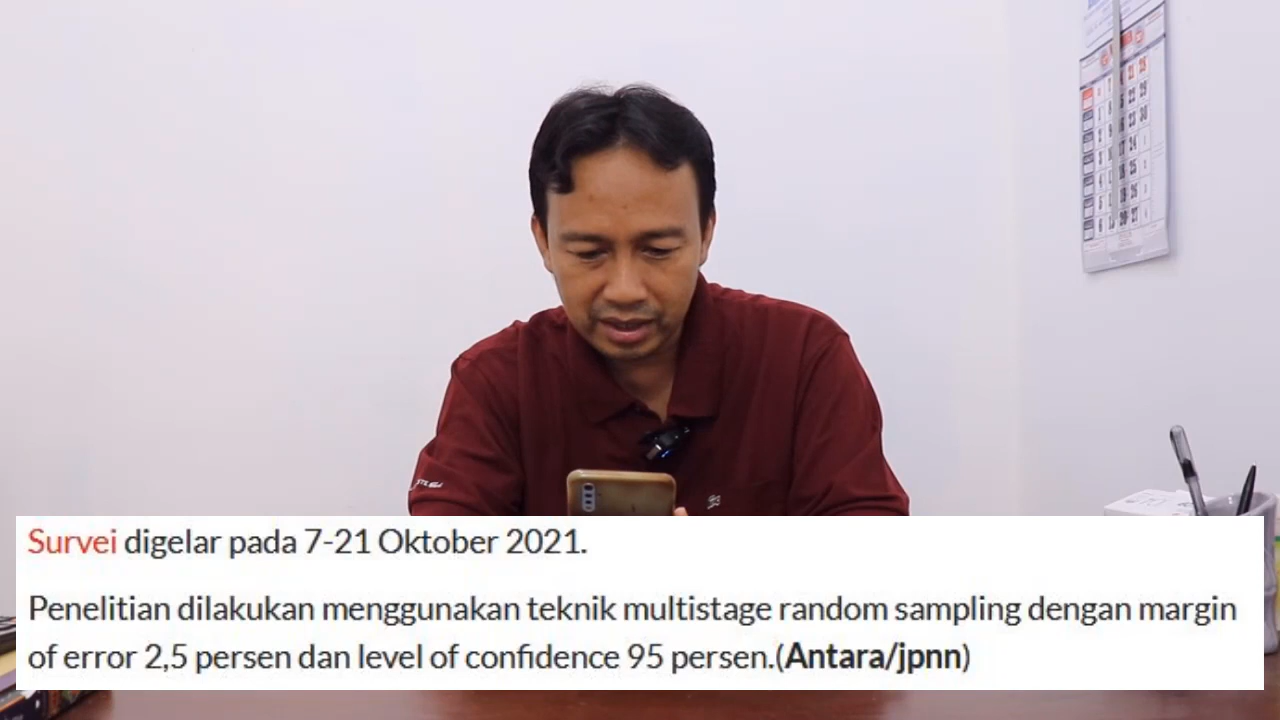 Survei digelar pada 7-21 Oktober 2021.
Penelitian dilakukan menggunakan teknik multistage random sampling dengan margin
of error 2,5 persen dan level of confidence 95 persen.(Antara/jpnn)